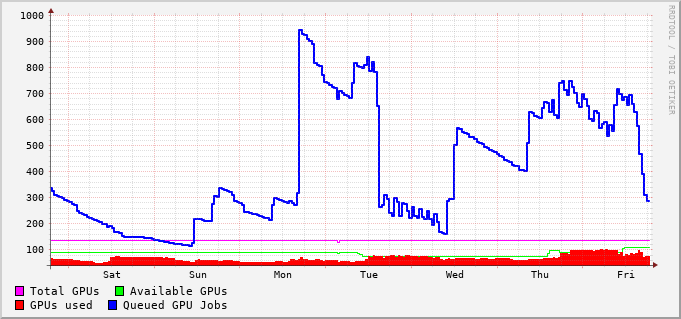 1000
900
800
700
600
500
400
300
200
100
Sat Sun Mon Tue Wed Thu Fri
Total GPUs Available GPUs
GPUs used Queued GPU Jobs
RRDTOOL / TOBI OETIKER